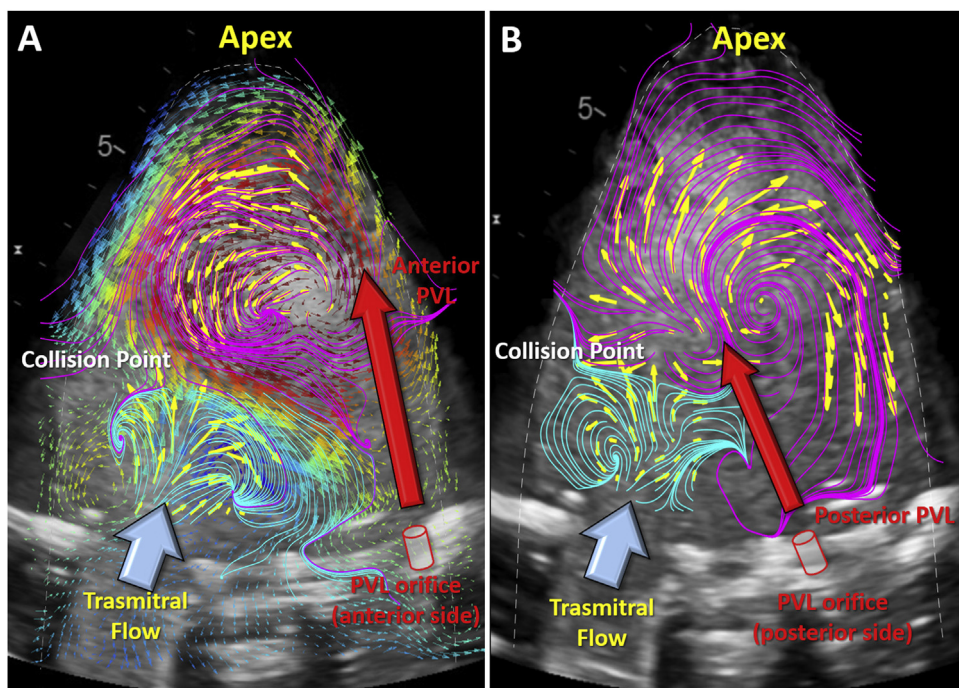 A
Apex
5
Anterior
PVL
Collision Point
PVL orifice
(anterior side)
Trasmitral
Flow
B
Apex
5
Collision Point
Posterior PVL
PVL orifice
(posterior side)
Trasmitral
Flow